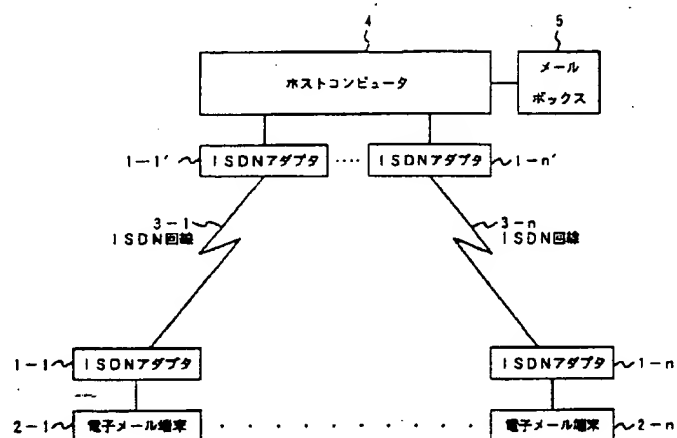 4
5
ホストコンピュータ
メール
ボックス
1-1' ISDNアダプタ ···· ISDNアダプタ 1-n'
3-1
ISDN回線
3-n
ISDN回線
1-1 ISDNアダプタ
ISDNアダプタ 1-n
2-1 電子メール端末 · · · · · · · · · · 電子メール端末 2-n